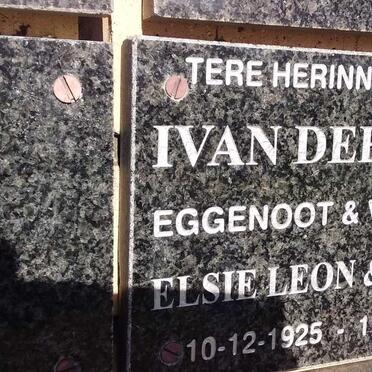 TERE HERINN
IVAN DE
EGGENOOT &
ELSIE LEON &
10-12-1925 - 1